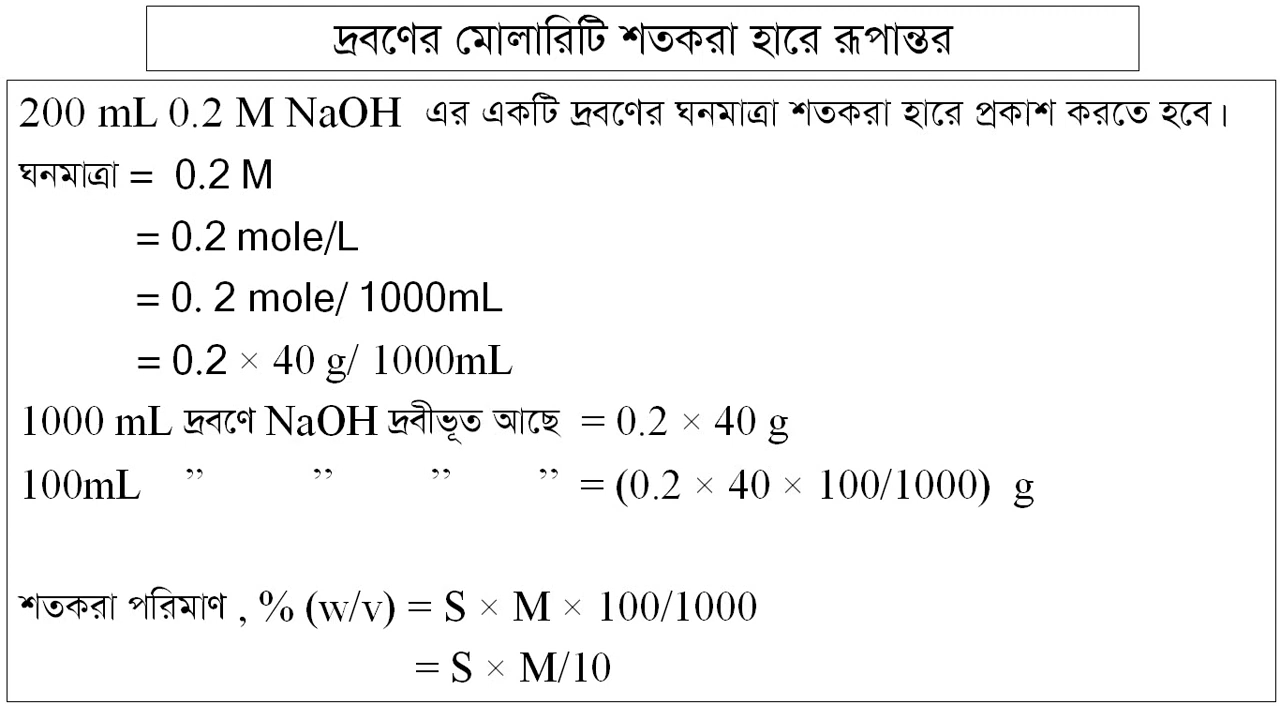 দ্রবণের মোলারিটি শতকরা হারে রূপান্তর
200 mL 0.2 M NaOH এর একটি দ্রবণের ঘনমাত্রা শতকরা হারে প্রকাশ করতে হবে।
ঘনমাত্রা = 0.2 M
= 0.2 mole/L
= 0. 2 mole/ 1000mL
= 0.2 × 40 g/ 1000mL
1000 mL দ্রবণে NaOH দ্রবীভূত আছে = 0.2 × 40 g
100mL ” ” ” ” = (0.2 × 40 × 100/1000) g
শতকরা পরিমাণ , % (w/v) = S × M × 100/1000
= S × M/10